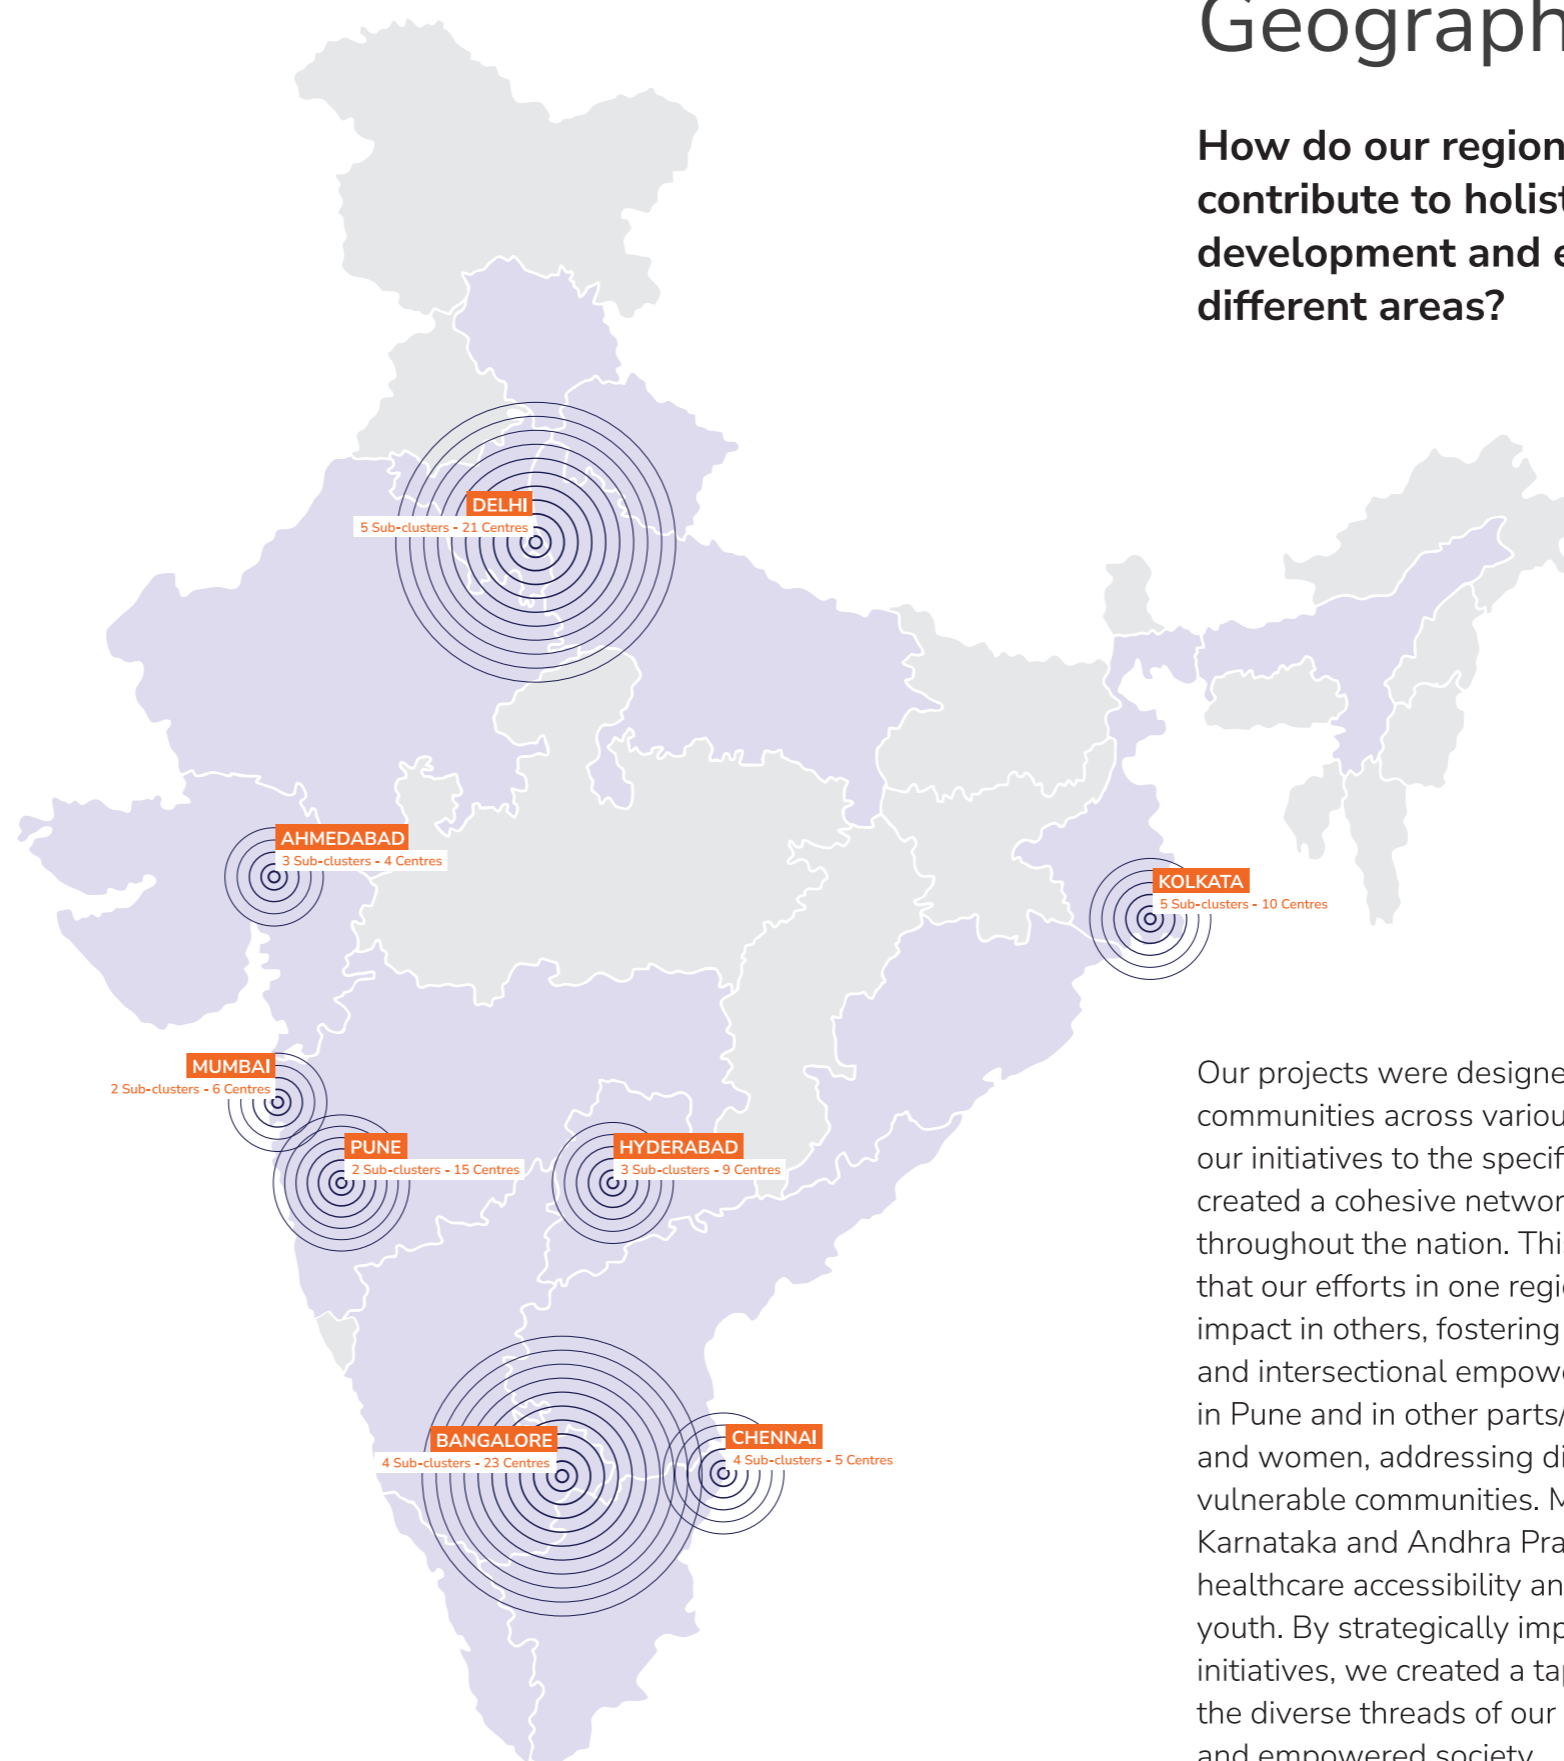 Geograph
How do our region
contribute to holist
development and e
different areas?
DELHI
5 Sub-clusters - 21 Centres
AHMEDABAD
3 Sub-clusters - 4 Centres
KOLKATA
5 Sub-clusters - 10 Centres
MUMBAI
2 Sub-clusters - 6 Centres
PUNE
2 Sub-clusters - 15 Centres
HYDERABAD
3 Sub-clusters - 9 Centres
BANGALORE
4 Sub-clusters - 23 Centres
CHENNAI
4 Sub-clusters - 5 Centres
Our projects were designe
communities across variou
our initiatives to the specif
created a cohesive networ
throughout the nation. This
that our efforts in one regi
impact in others, fostering
and intersectional empow
in Pune and in other parts/
and women, addressing di
vulnerable communities. M
Karnataka and Andhra Pra
healthcare accessibility an
youth. By strategically imp
initiatives, we created a ta
the diverse threads of our
and empowered society.